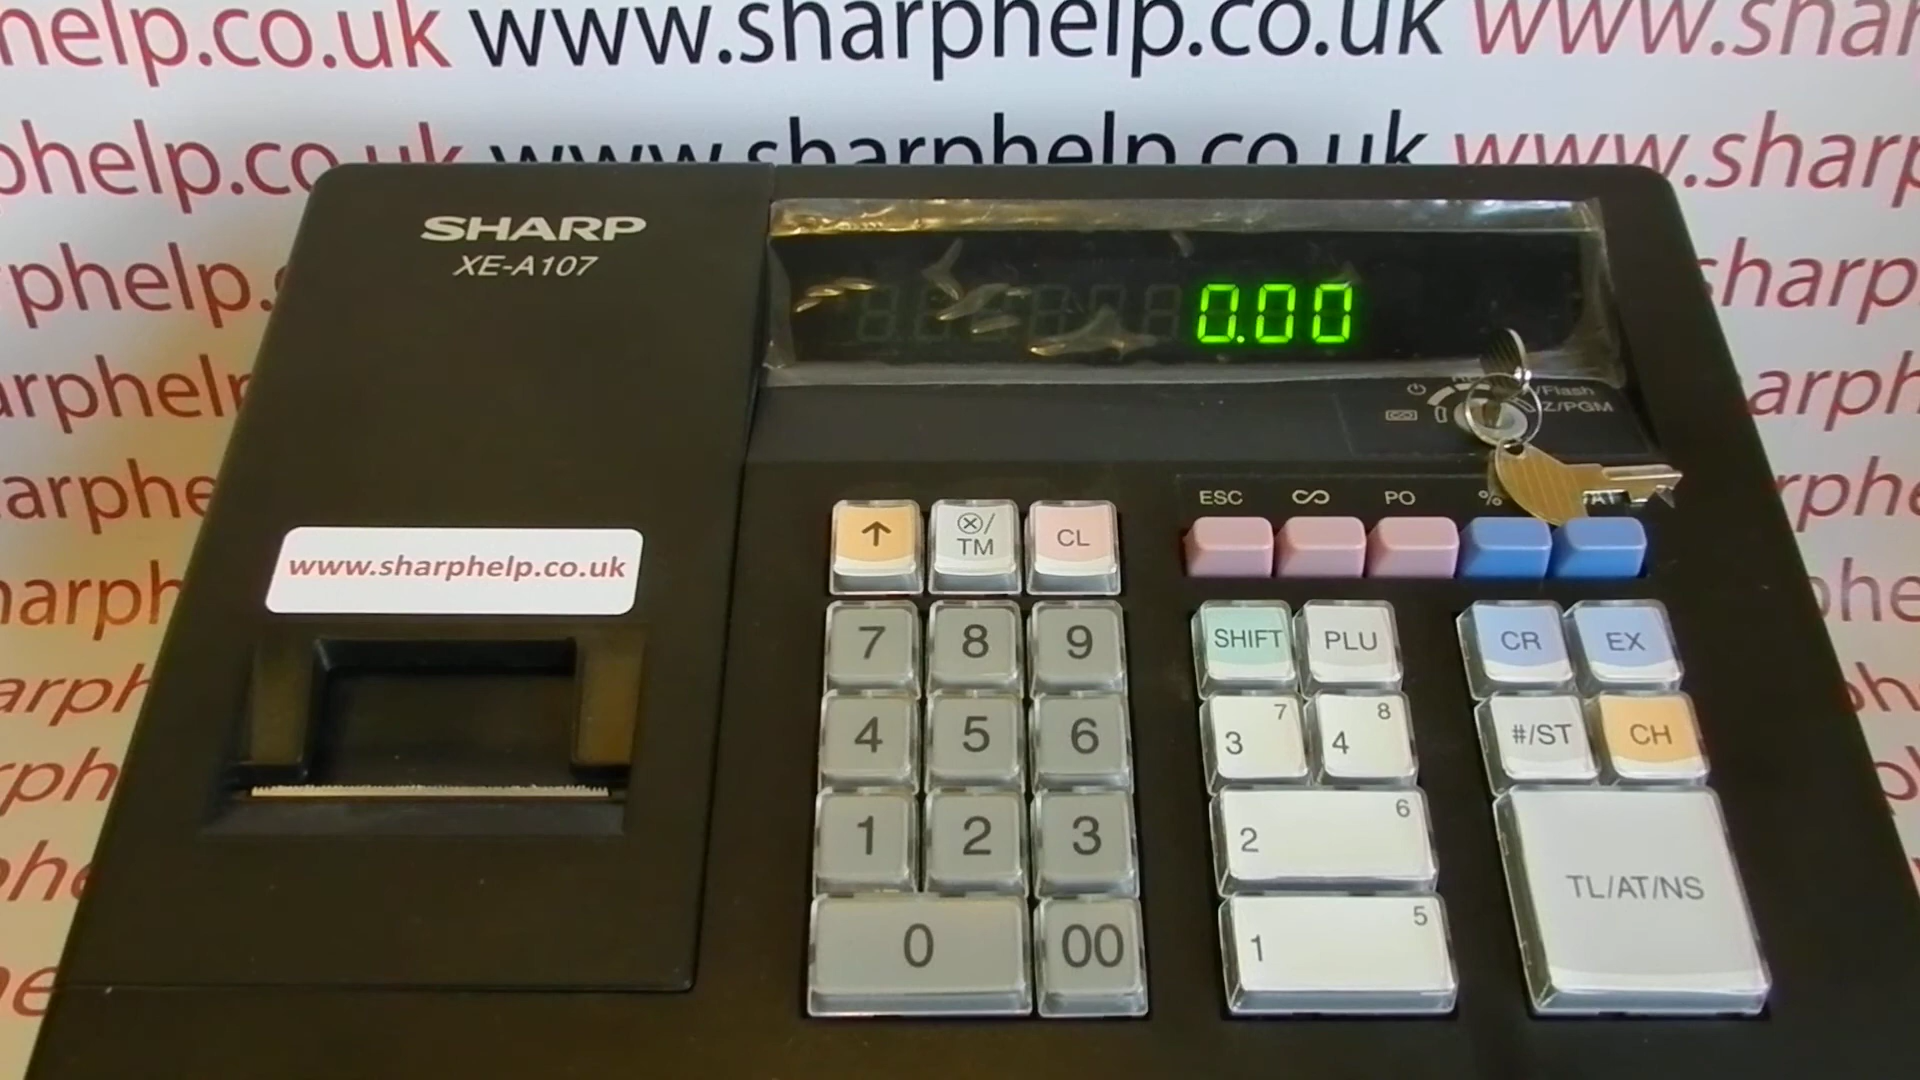 help.co.uk www.sharphelp.co.uk www.shar
phelp.co.uk www.sharphelp.co.uk www.sharp
SHARP
XE-A107
0.00
/Flash
Z/PGM
ESC PO %
www.sharphelp.co.uk
↑ ⊗/TM CL
7 8 9 SHIFT PLU CR EX
4 5 6 3 7 4 8 #/ST CH
1 2 3 2 6 TL/AT/NS
0 00 1 5